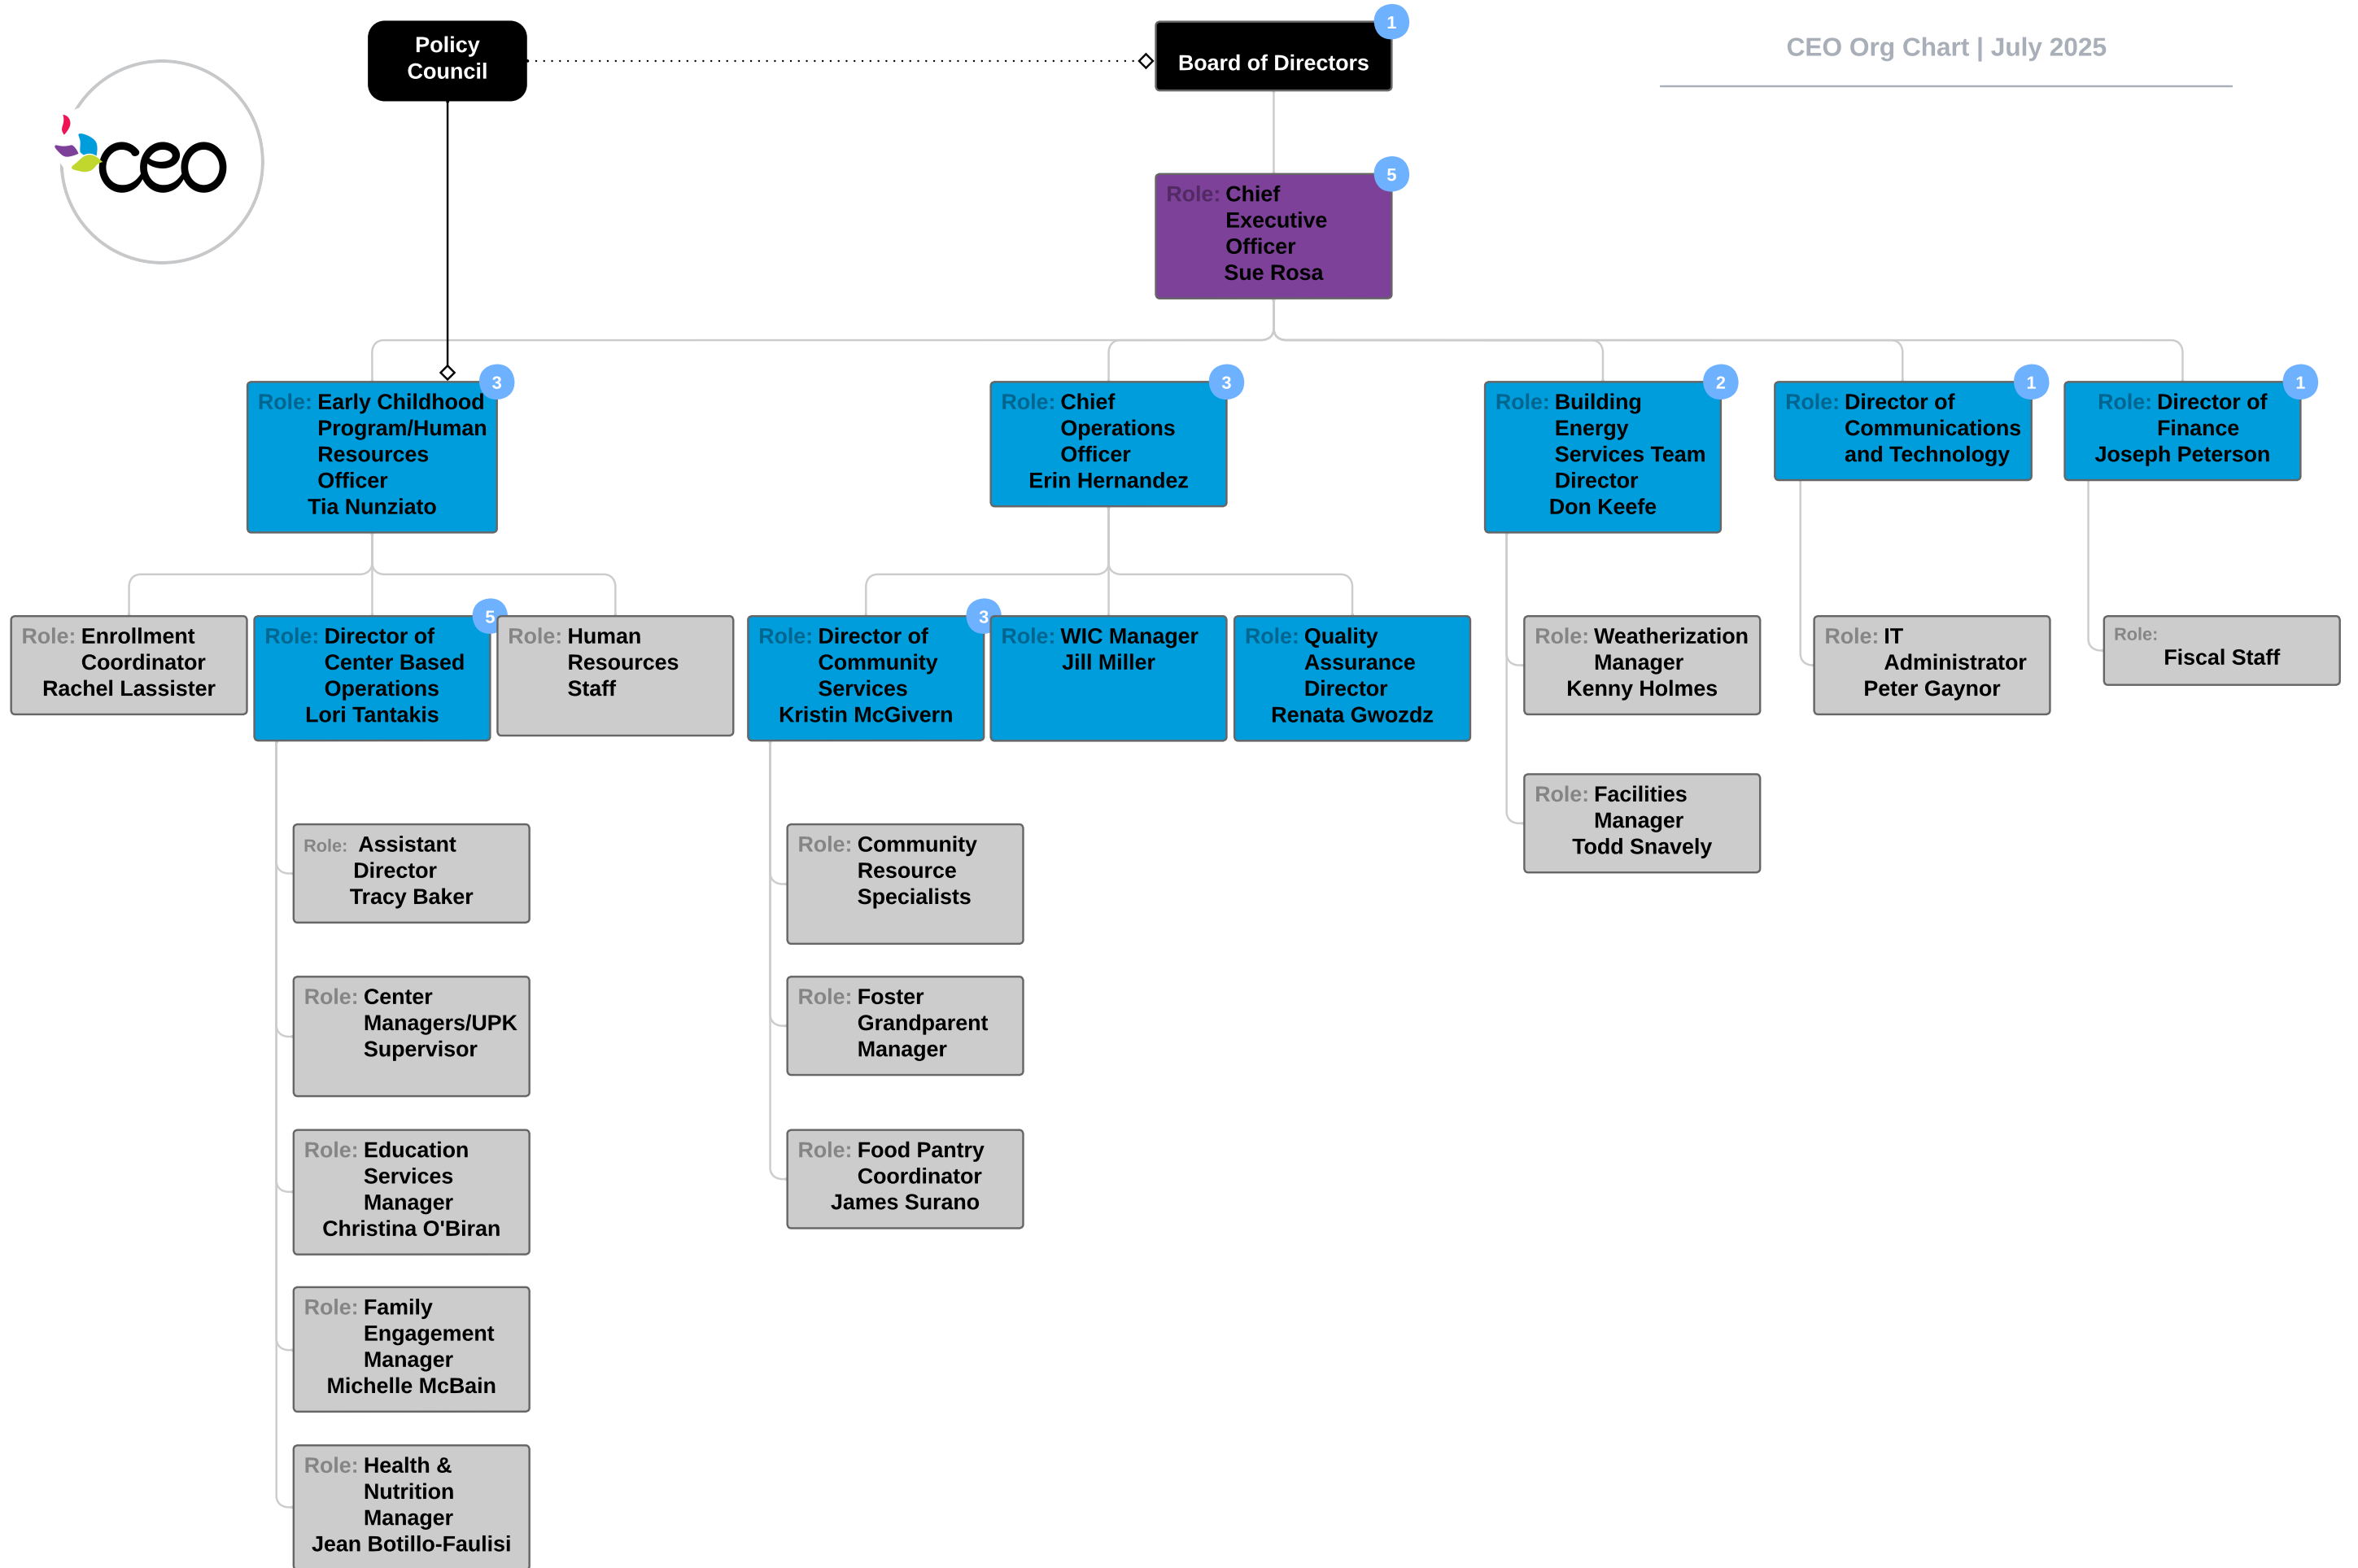 Policy
Council
1
Board of Directors
CEO Org Chart | July 2025
ceo
5
Role: Chief
Executive
Officer
Sue Rosa
3
Role: Early Childhood
Program/Human
Resources
Officer
Tia Nunziato
3
Role: Chief
Operations
Officer
Erin Hernandez
2
Role: Building
Energy
Services Team
Director
Don Keefe
1
Role: Director of
Communications
and Technology
1
Role: Director of
Finance
Joseph Peterson
Role: Enrollment
Coordinator
Rachel Lassister
5
Role: Director of
Center Based
Operations
Lori Tantakis
Role: Human
Resources
Staff
3
Role: Director of
Community
Services
Kristin McGivern
Role: WIC Manager
Jill Miller
Role: Quality
Assurance
Director
Renata Gwozdz
Role: Weatherization
Manager
Kenny Holmes
Role: IT
Administrator
Peter Gaynor
Role:
Fiscal Staff
Role: Facilities
Manager
Todd Snavely
Role: Assistant
Director
Tracy Baker
Role: Community
Resource
Specialists
Role: Center
Managers/UPK
Supervisor
Role: Foster
Grandparent
Manager
Role: Education
Services
Manager
Christina O'Biran
Role: Food Pantry
Coordinator
James Surano
Role: Family
Engagement
Manager
Michelle McBain
Role: Health &
Nutrition
Manager
Jean Botillo-Faulisi